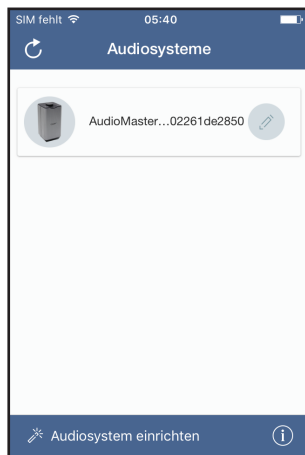 SIM fehlt 05:40
Audiosysteme
AudioMaster…02261de2850
Audiosystem einrichten